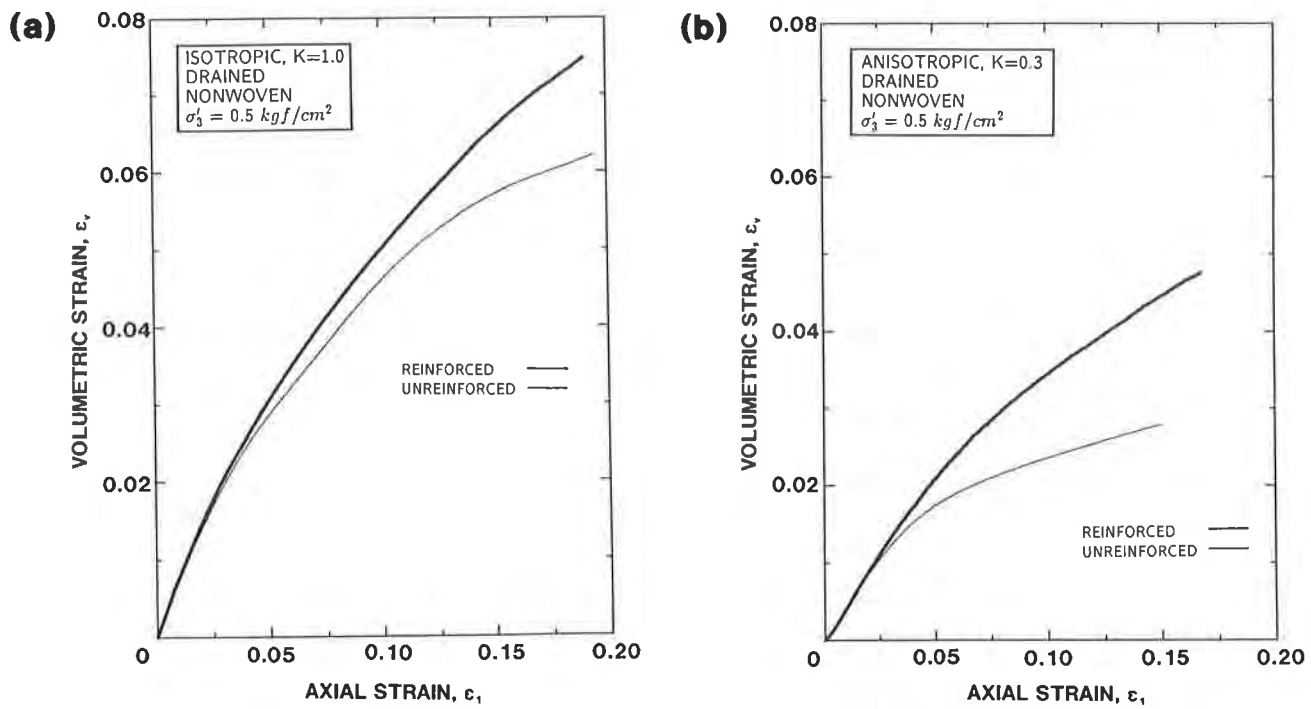 (a)
0.08
0.06
0.04
0.02
0
0.05
0.10
0.15
0.20
VOLUMETRIC STRAIN, εᵥ
AXIAL STRAIN, ε₁
ISOTROPIC, K=1.0
DRAINED
NONWOVEN
σ′₃ = 0.5 kgf/cm²
REINFORCED
UNREINFORCED
(b)
0.08
0.06
0.04
0.02
0
0.05
0.10
0.15
0.20
VOLUMETRIC STRAIN, εᵥ
AXIAL STRAIN, ε₁
ANISOTROPIC, K=0.3
DRAINED
NONWOVEN
σ′₃ = 0.5 kgf/cm²
REINFORCED
UNREINFORCED